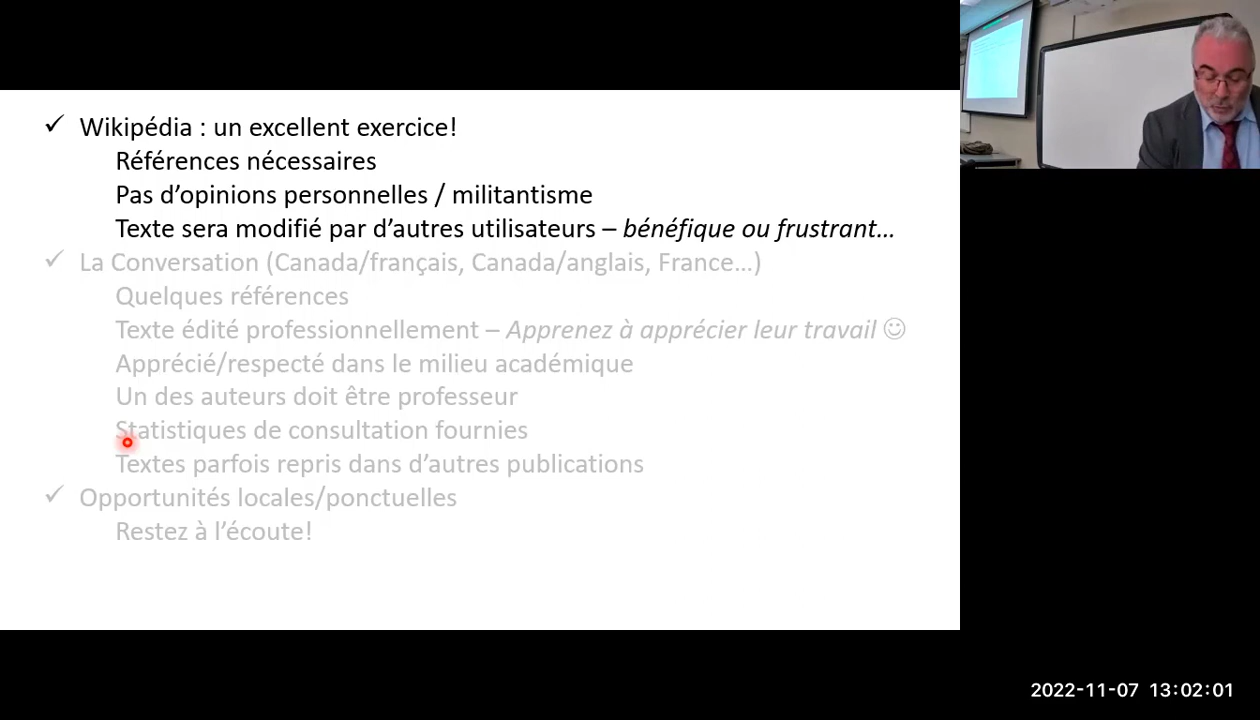 ✓ Wikipédia : un excellent exercice!
Références nécessaires
Pas d’opinions personnelles / militantisme
Texte sera modifié par d’autres utilisateurs – bénéfique ou frustrant…
✓ La Conversation (Canada/français, Canada/anglais, France…)
Quelques références
Texte édité professionnellement – Apprenez à apprécier leur travail ☺
Apprécié/respecté dans le milieu académique
Un des auteurs doit être professeur
Statistiques de consultation fournies
Textes parfois repris dans d’autres publications
✓ Opportunités locales/ponctuelles
Restez à l’écoute!
2022-11-07 13:02:01